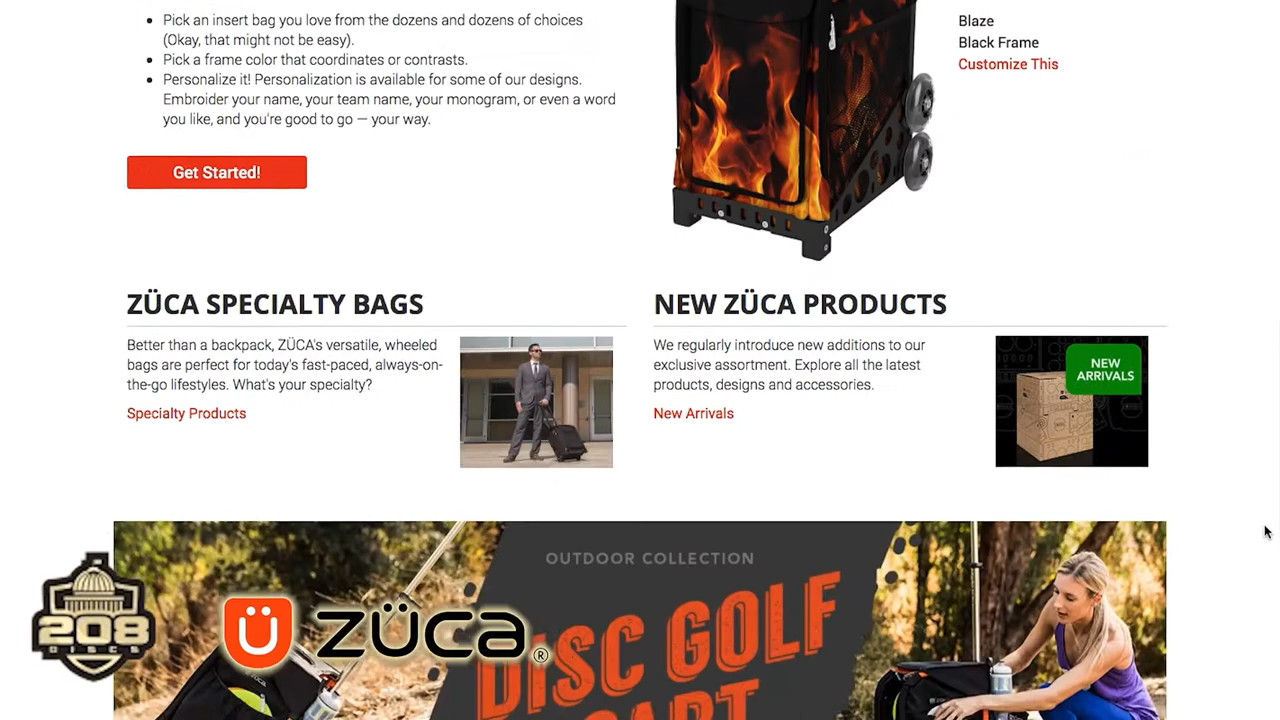 Pick an insert bag you love from the dozens and dozens of choices
(Okay, that might not be easy).
Pick a frame color that coordinates or contrasts.
Personalize it! Personalization is available for some of our designs.
Embroider your name, your team name, your monogram, or even a word
you like, and you're good to go — your way.
Get Started!
Blaze
Black Frame
Customize This
ZÜCA SPECIALTY BAGS
Better than a backpack, ZÜCA's versatile, wheeled
bags are perfect for today's fast-paced, always-on-
the-go lifestyles. What's your specialty?
Specialty Products
NEW ZÜCA PRODUCTS
We regularly introduce new additions to our
exclusive assortment. Explore all the latest
products, designs and accessories.
New Arrivals
NEW
ARRIVALS
OUTDOOR COLLECTION
DISC GOLF
CART
208
DISCS
Ü ZÜCA®